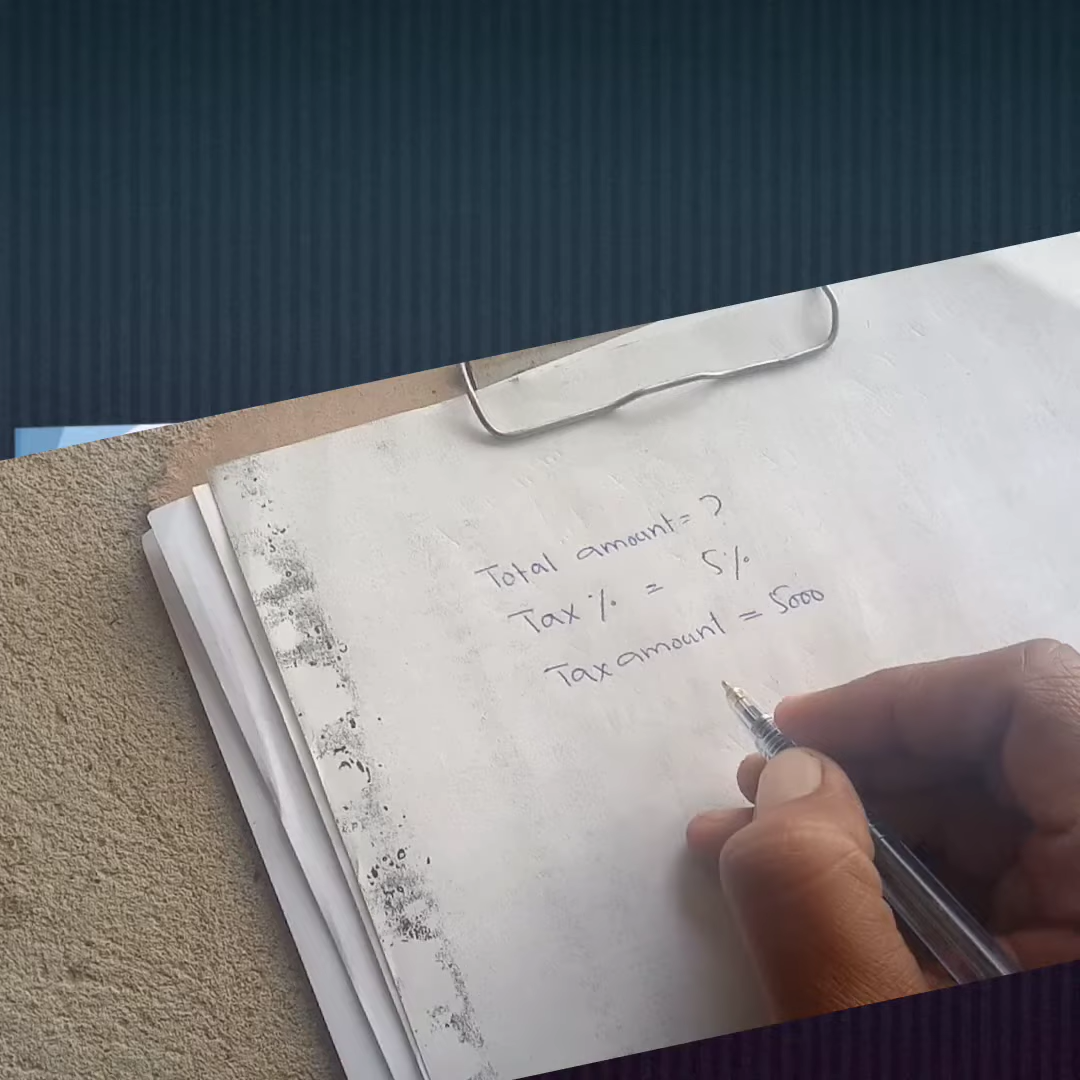 Total amount = ?
Tax % = 5%
Tax amount = 5000